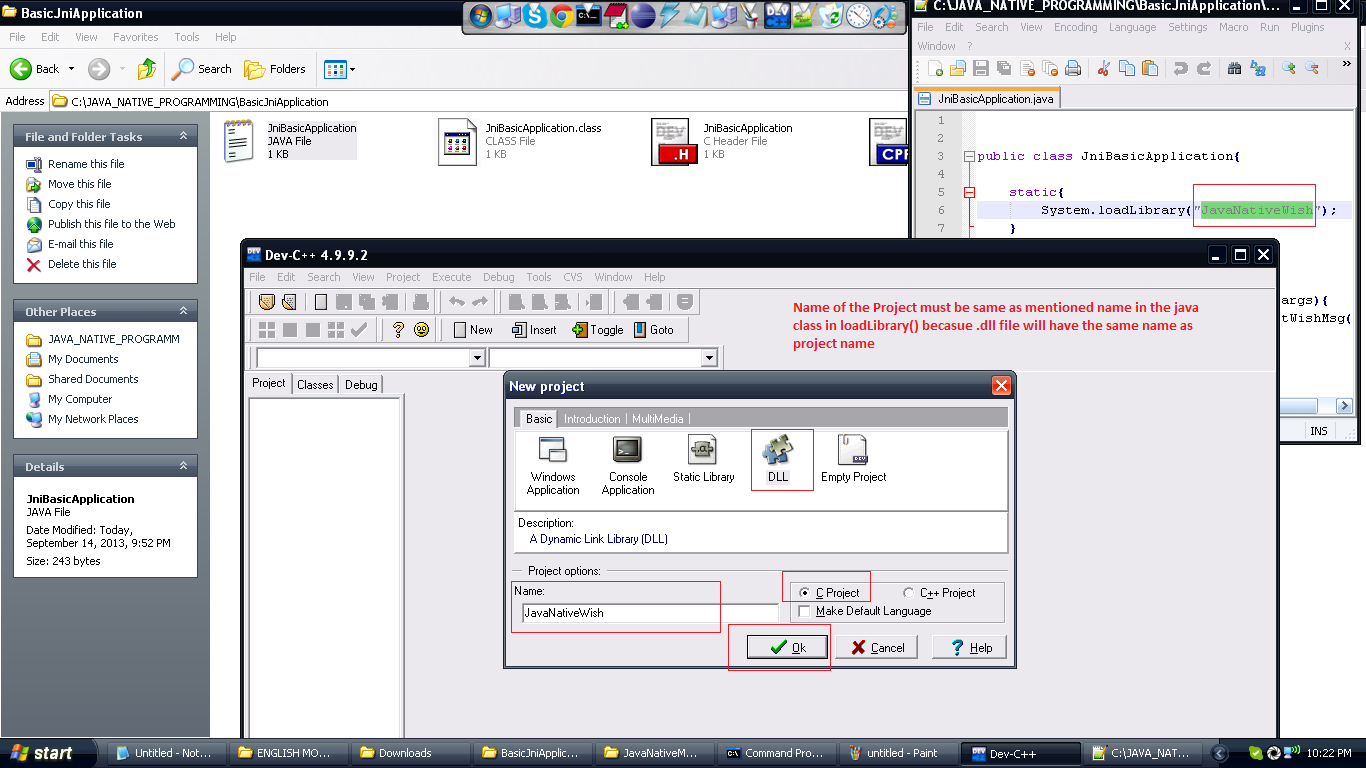 BasicJniApplication
File Edit View Favorites Tools Help
Back Search Folders
Address C:\JAVA_NATIVE_PROGRAMMING\BasicJniApplication
File and Folder Tasks
Rename this file
Move this file
Copy this file
Publish this file to the Web
E-mail this file
Delete this file
Other Places
JAVA_NATIVE_PROGRAMM
My Documents
Shared Documents
My Computer
My Network Places
Details
JniBasicApplication
JAVA File
Date Modified: Today,
September 14, 2013, 9:52 PM
Size: 243 bytes
JniBasicApplication
JAVA File
1 KB
JniBasicApplication.class
CLASS File
1 KB
DEV
.H
JniBasicApplication
C Header File
1 KB
DEV
CPP
C:\JAVA_NATIVE_PROGRAMMING\BasicJniApplication\...
File Edit Search View Encoding Language Settings Macro Run Plugins
Window ? X
JniBasicApplication.java
1
2
3 public class JniBasicApplication{
4
5 static{
6 System.loadLibrary("JavaNativeWish");
7 }
args){
tWishMsg(
INS
Dev-C++ 4.9.9.2
File Edit Search View Project Execute Debug Tools CVS Window Help
New Insert Toggle Goto
Project Classes Debug
Name of the Project must be same as mentioned name in the java
class in loadLibrary() becasue .dll file will have the same name as
project name
New project
Basic Introduction MultiMedia
Windows
Application
Console
Application
Static Library
DLL
Empty Project
Description:
A Dynamic Link Library (DLL)
Project options:
Name:
JavaNativeWish
C Project C++ Project
Make Default Language
Ok Cancel Help
start Untitled - Not... ENGLISH MO... Downloads BasicJniApplic... JavaNativeM... Command Pro... untitled - Paint Dev-C++ C:\JAVA_NAT... 10:22 PM